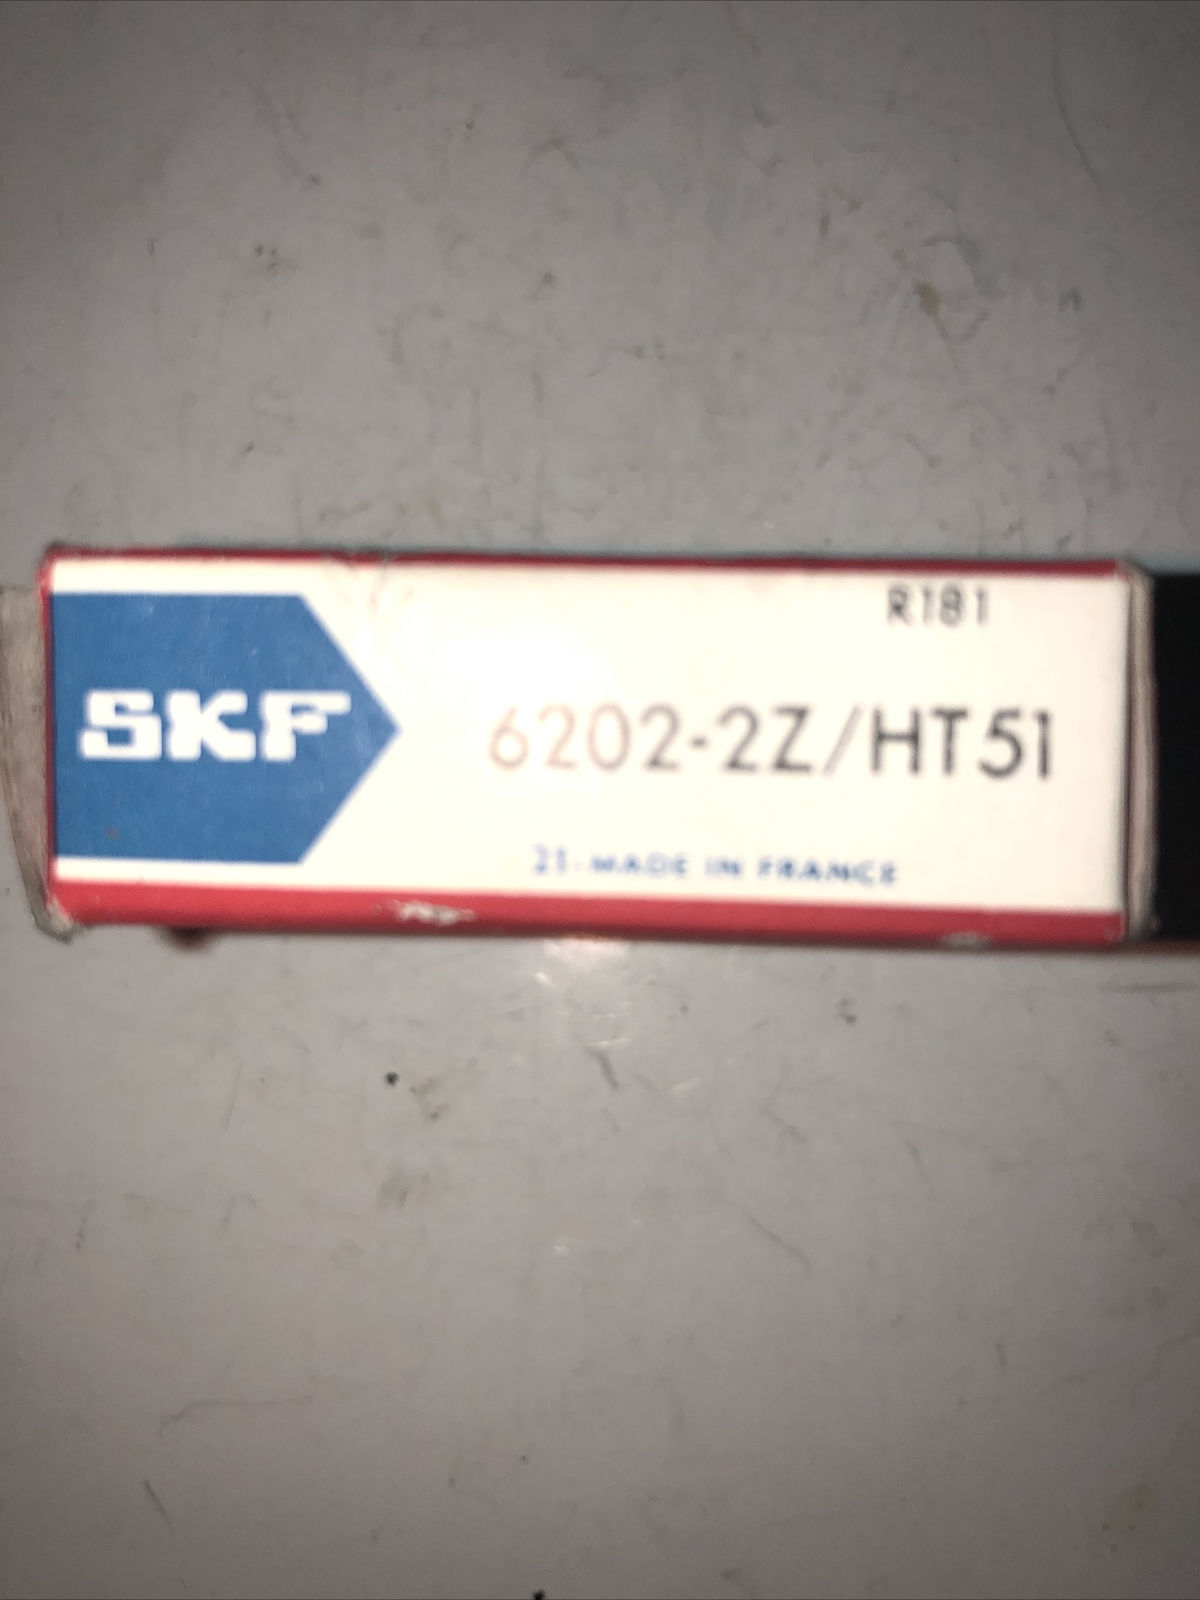 R181
SKF 6202-2Z/HT51
21-MADE IN FRANCE